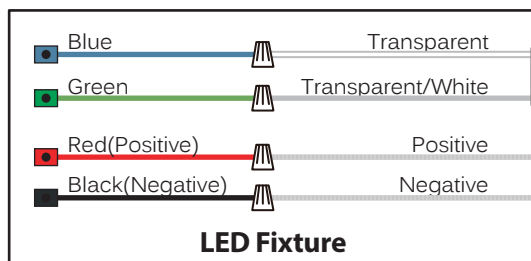 Blue Transparent
Green Transparent/White
Red(Positive) Positive
Black(Negative) Negative
LED Fixture